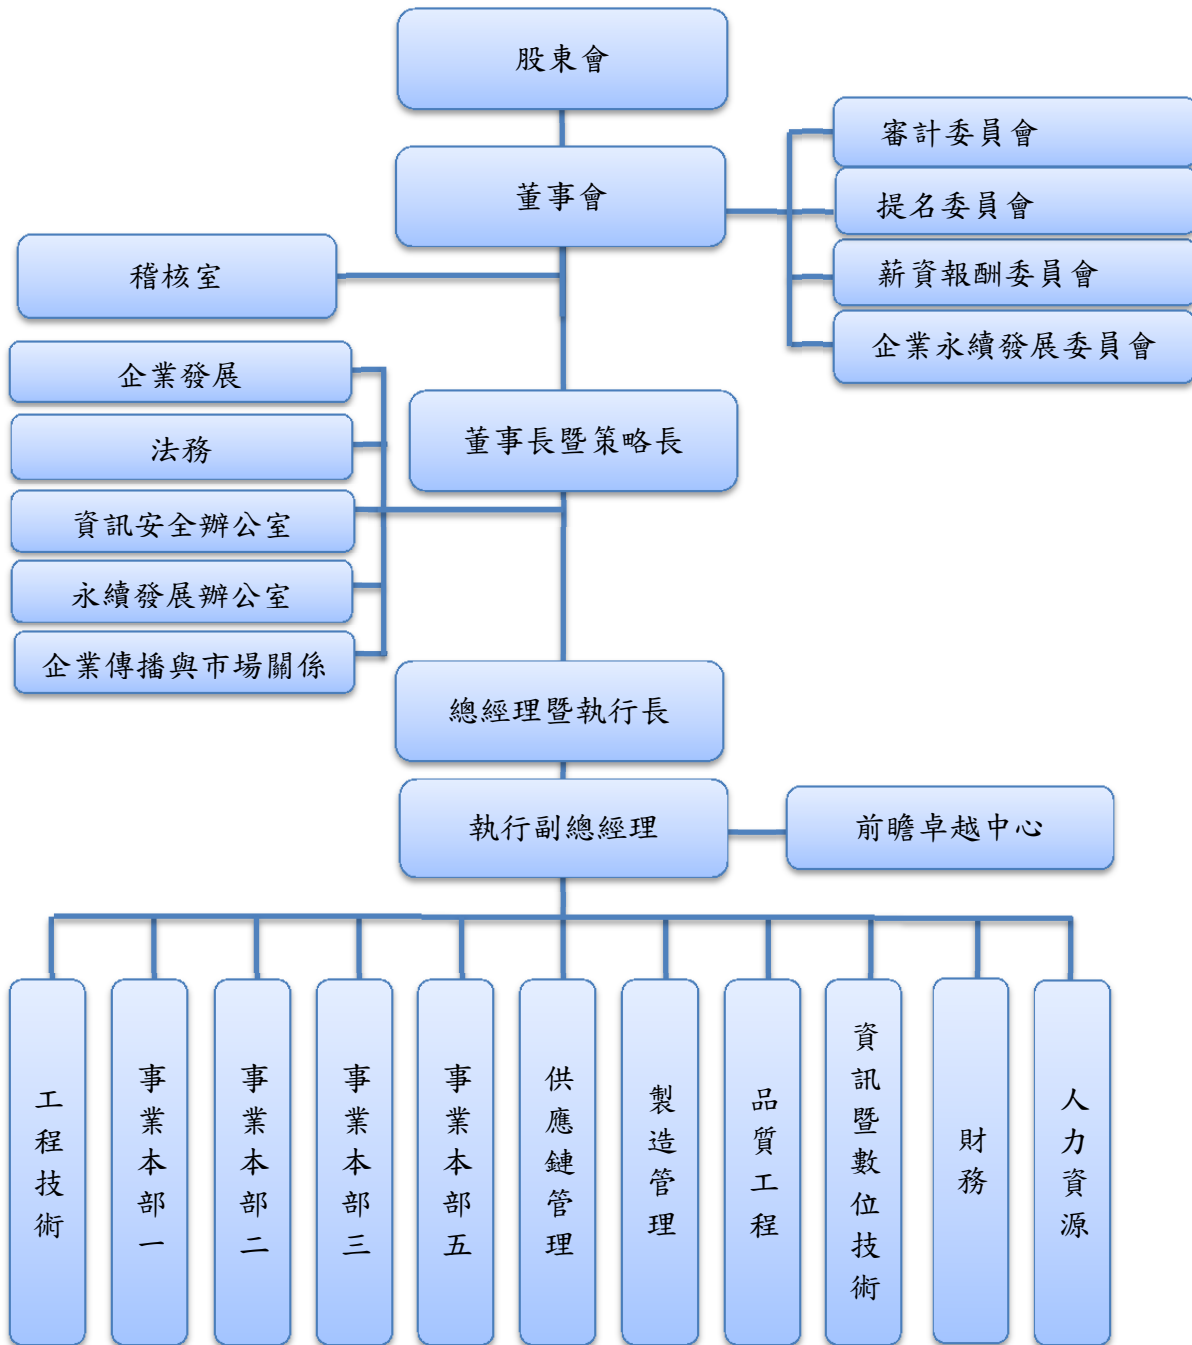 股東會
董事會
審計委員會
提名委員會
薪資報酬委員會
企業永續發展委員會
稽核室
董事長暨策略長
企業發展
法務
資訊安全辦公室
永續發展辦公室
企業傳播與市場關係
總經理暨執行長
執行副總經理
前瞻卓越中心
工程技術
事業本部一
事業本部二
事業本部三
事業本部五
供應鏈管理
製造管理
品質工程
資訊暨數位技術
財務
人力資源